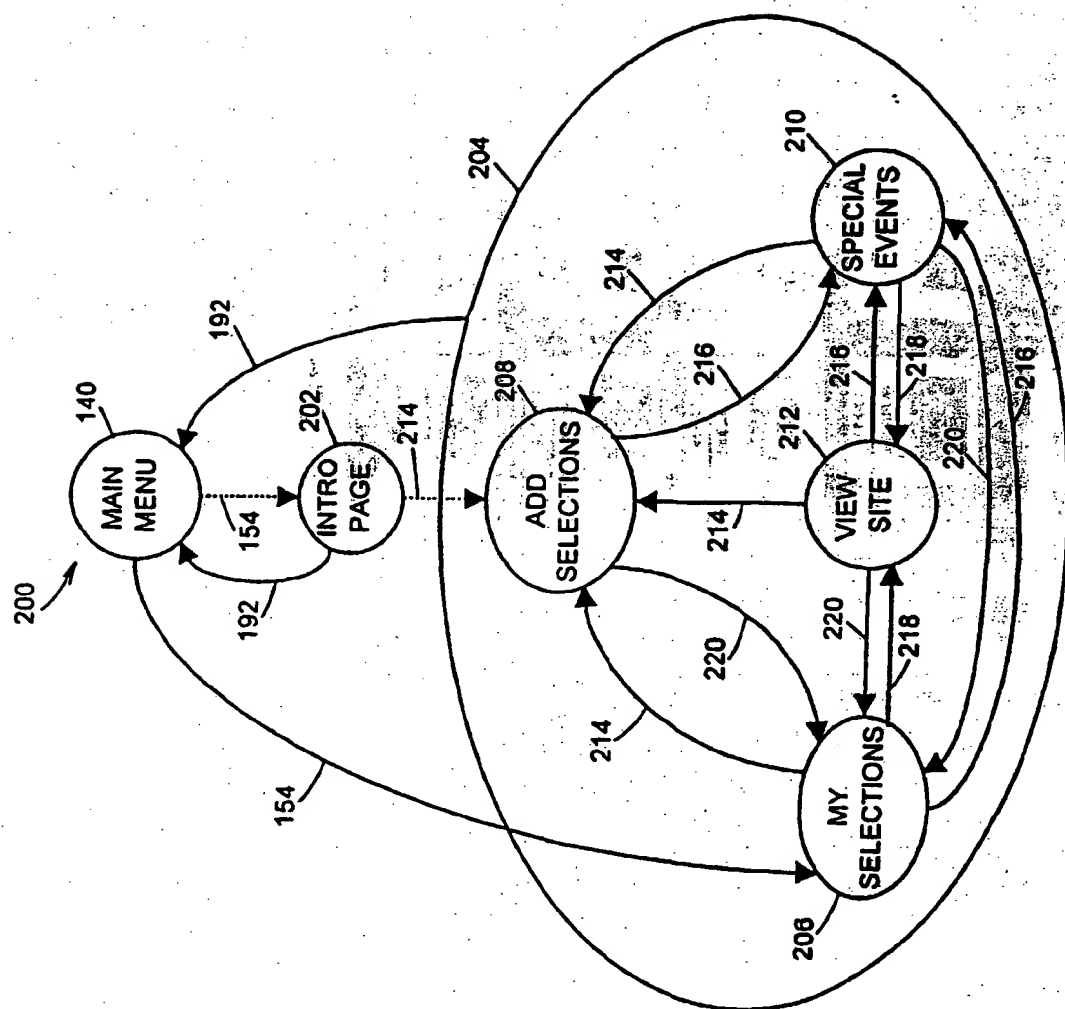 200
MAIN
MENU
140
192
154
192
INTRO
PAGE
202
214
154
204
ADD
SELECTIONS
208
214
220
214
216
214
MY
SELECTIONS
206
220
218
VIEW
SITE
212
216
218
SPECIAL
EVENTS
210
220
216